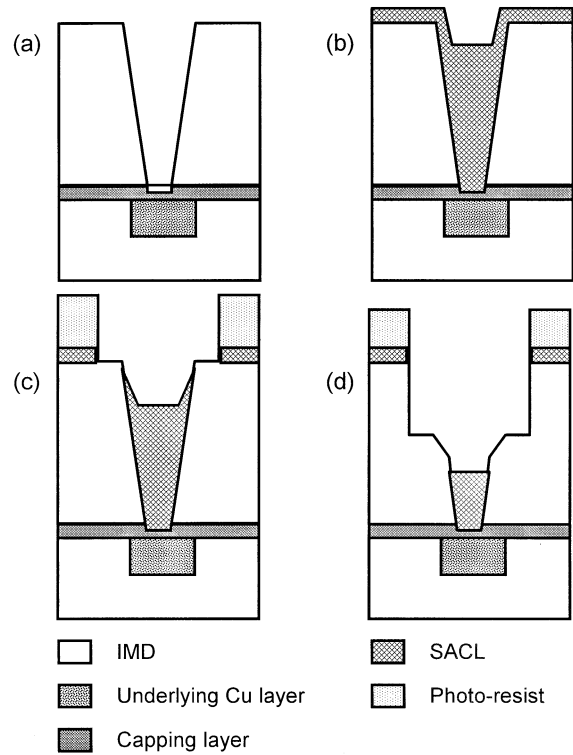 (a)
(b)
(c)
(d)
IMD
SACL
Underlying Cu layer
Photo-resist
Capping layer